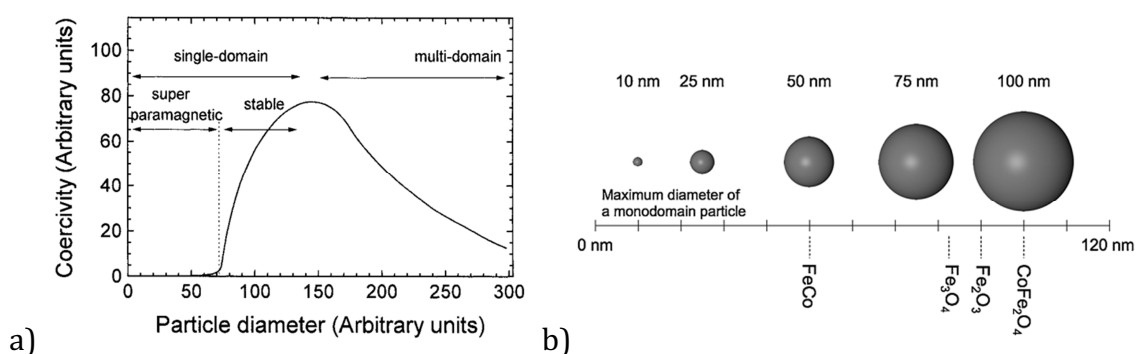 100
80
60
40
20
0
Coercivity (Arbitrary units)
single-domain
multi-domain
super
paramagnetic
stable
0 50 100 150 200 250 300
Particle diameter (Arbitrary units)
a)
10 nm 25 nm 50 nm 75 nm 100 nm
Maximum diameter of
a monodomain particle
0 nm 120 nm
FeCo
Fe₃O₄
Fe₂O₃
CoFe₂O₄
b)